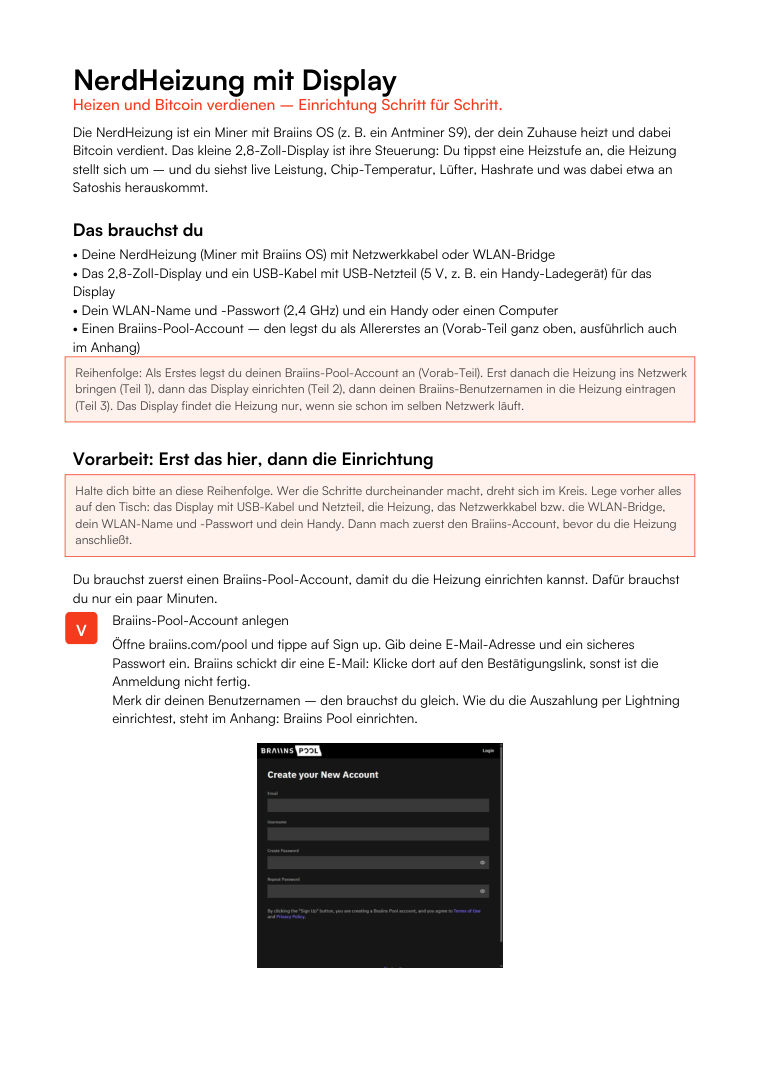 NerdHeizung mit Display
Heizen und Bitcoin verdienen — Einrichtung Schritt für Schritt.
Die NerdHeizung ist ein Miner mit Braiins OS (z. B. ein Antminer S9), der dein Zuhause heizt und dabei
Bitcoin verdient. Das kleine 2,8-Zoll-Display ist ihre Steuerung: Du tippst eine Heizstufe an, die Heizung
stellt sich um — und du siehst live Leistung, Chip-Temperatur, Lüfter, Hashrate und was dabei etwa an
Satoshis herauskommt.
Das brauchst du
• Deine NerdHeizung (Miner mit Braiins OS) mit Netzwerkkabel oder WLAN-Bridge
• Das 2,8-Zoll-Display und ein USB-Kabel mit USB-Netzteil (5 V, z. B. ein Handy-Ladegerät) für das
Display
• Dein WLAN-Name und -Passwort (2,4 GHz) und ein Handy oder einen Computer
• Einen Braiins-Pool-Account — den legst du als Allererstes an (Vorab-Teil ganz oben, ausführlich auch
im Anhang)
Reihenfolge: Als Erstes legst du deinen Braiins-Pool-Account an (Vorab-Teil). Erst danach die Heizung ins Netzwerk
bringen (Teil 1), dann das Display einrichten (Teil 2), dann deinen Braiins-Benutzernamen in die Heizung eintragen
(Teil 3). Das Display findet die Heizung nur, wenn sie schon im selben Netzwerk läuft.
Vorarbeit: Erst das hier, dann die Einrichtung
Halte dich bitte an diese Reihenfolge. Wer die Schritte durcheinander macht, dreht sich im Kreis. Lege vorher alles
auf den Tisch: das Display mit USB-Kabel und Netzteil, die Heizung, das Netzwerkkabel bzw. die WLAN-Bridge,
dein WLAN-Name und -Passwort und dein Handy. Dann mach zuerst den Braiins-Account, bevor du die Heizung
anschließt.
Du brauchst zuerst einen Braiins-Pool-Account, damit du die Heizung einrichten kannst. Dafür brauchst
du nur ein paar Minuten.
V
Braiins-Pool-Account anlegen
Öffne braiins.com/pool und tippe auf Sign up. Gib deine E-Mail-Adresse und ein sicheres
Passwort ein. Braiins schickt dir eine E-Mail: Klicke dort auf den Bestätigungslink, sonst ist die
Anmeldung nicht fertig.
Merk dir deinen Benutzernamen — den brauchst du gleich. Wie du die Auszahlung per Lightning
einrichtest, steht im Anhang: Braiins Pool einrichten.
BRAIINS POOL Login
Create your New Account
Email
Username
Create Password
Repeat Password
By clicking the "Sign Up" button, you are creating a Braiins Pool account, and you agree to Terms of Use
and Privacy Policy.